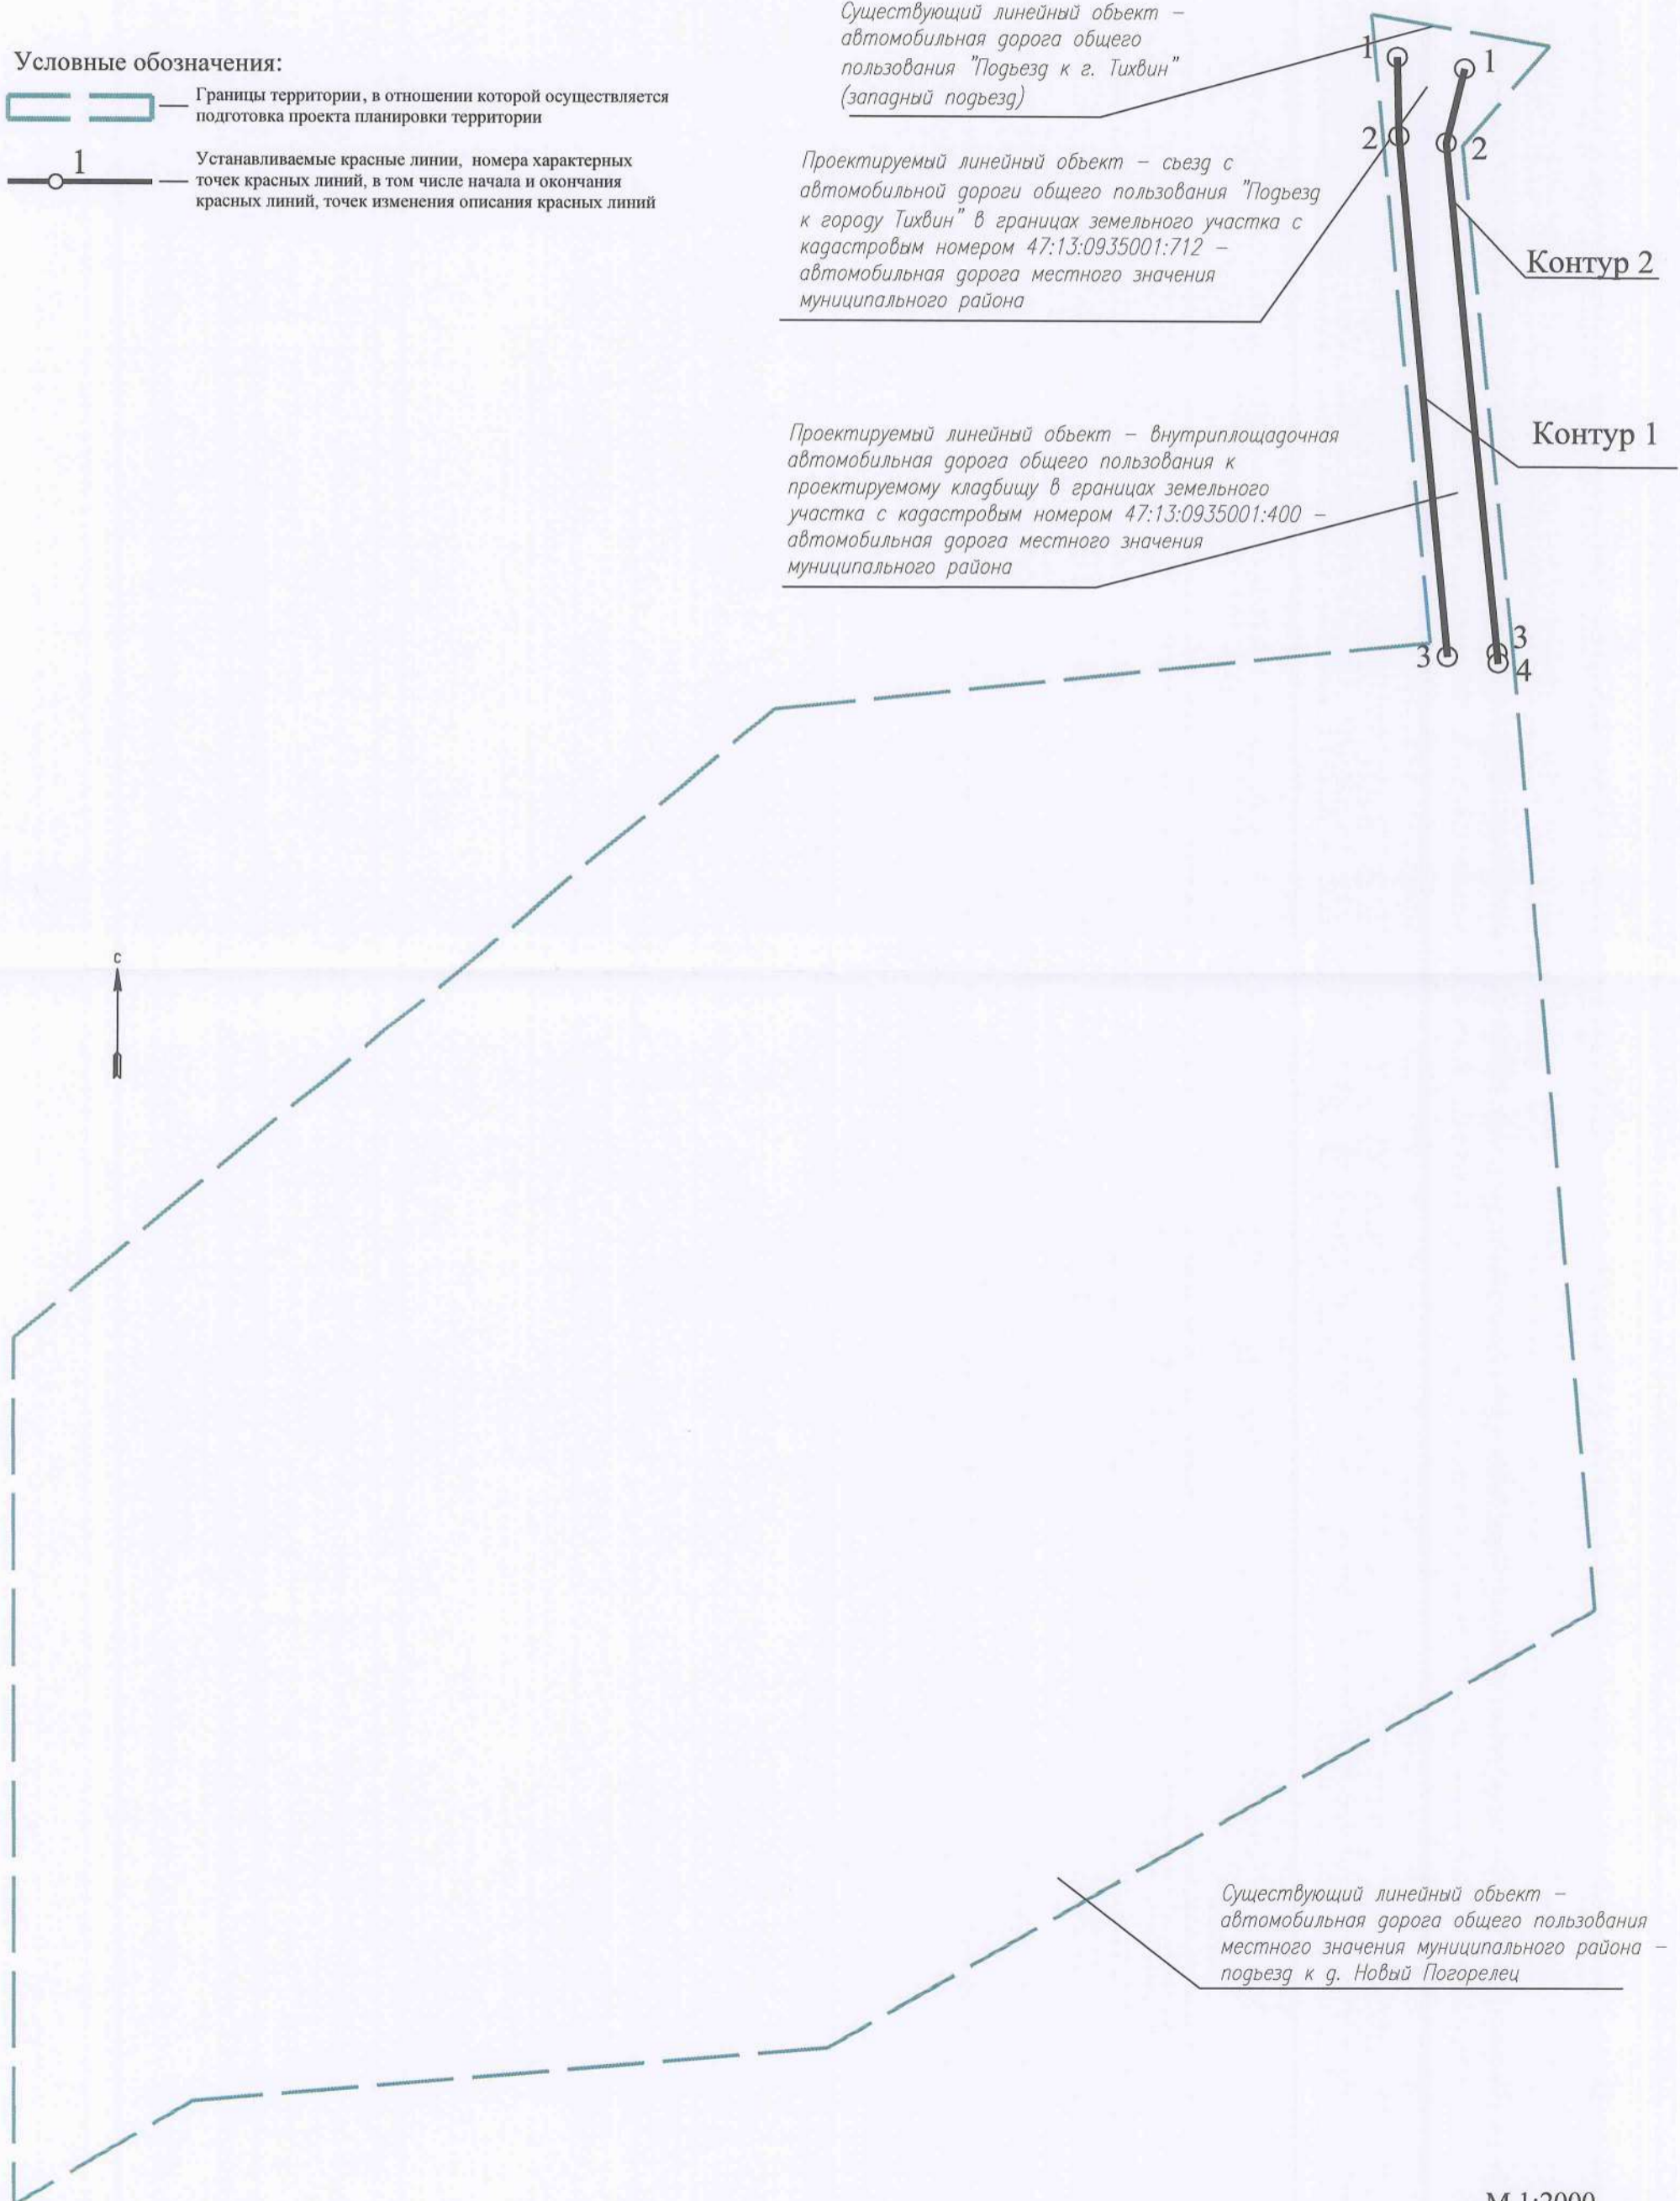 Условные обозначения:
Границы территории, в отношении которой осуществляется
подготовка проекта планировки территории
1
Устанавливаемые красные линии, номера характерных
точек красных линий, в том числе начала и окончания
красных линий, точек изменения описания красных линий
Существующий линейный объект –
автомобильная дорога общего
пользования "Подъезд к г. Тихвин"
(западный подъезд)
1
1
2
2
Проектируемый линейный объект – съезд с
автомобильной дороги общего пользования "Подъезд
к городу Тихвин" в границах земельного участка с
кадастровым номером 47:13:0935001:712 –
автомобильная дорога местного значения
муниципального района
Контур 2
Контур 1
Проектируемый линейный объект – внутриплощадочная
автомобильная дорога общего пользования к
проектируемому кладбищу в границах земельного
участка с кадастровым номером 47:13:0935001:400 –
автомобильная дорога местного значения
муниципального района
3
3
4
с
Существующий линейный объект –
автомобильная дорога общего пользования
местного значения муниципального района –
подъезд к д. Новый Погорелец
М 1:2000